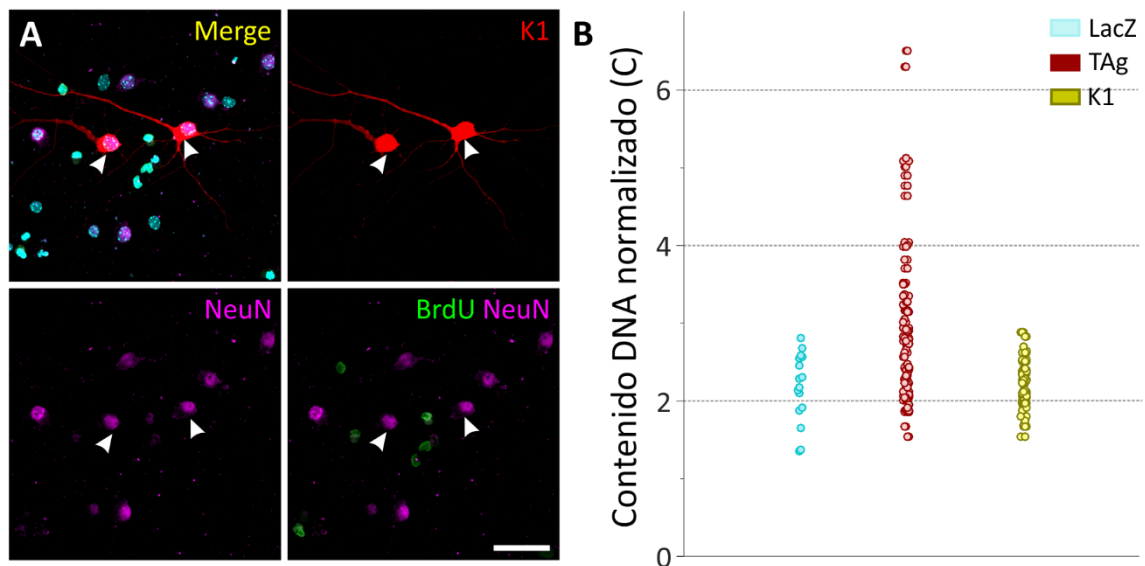 A
Merge
K1
NeuN
BrdU NeuN
B
LacZ
TAg
K1
Contenido DNA normalizado (C)
6
4
2
0